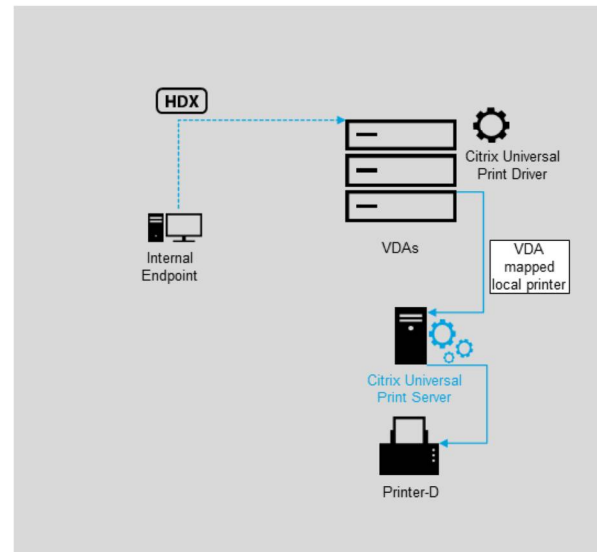 HDX
Citrix Universal
Print Driver
Internal
Endpoint
VDAs
VDA
mapped
local printer
Citrix Universal
Print Server
Printer-D